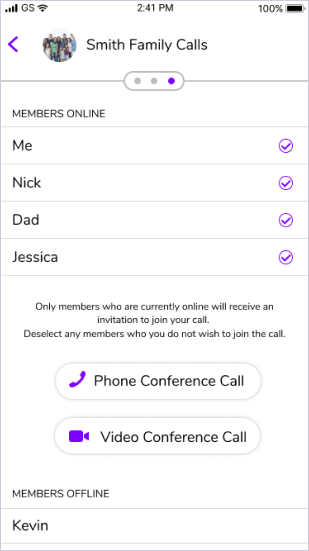 GS 2:41 PM 100%
Smith Family Calls
MEMBERS ONLINE
Me
Nick
Dad
Jessica
Only members who are currently online will receive an
invitation to join your call.
Deselect any members who you do not wish to join the call.
Phone Conference Call
Video Conference Call
MEMBERS OFFLINE
Kevin